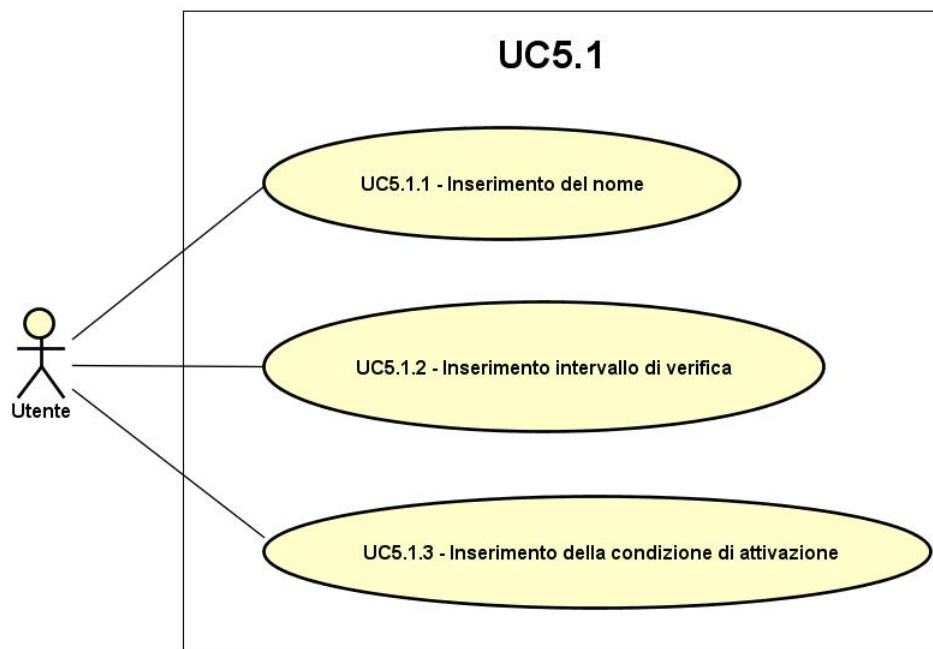 UC5.1
UC5.1.1 - Inserimento del nome
UC5.1.2 - Inserimento intervallo di verifica
Utente
UC5.1.3 - Inserimento della condizione di attivazione